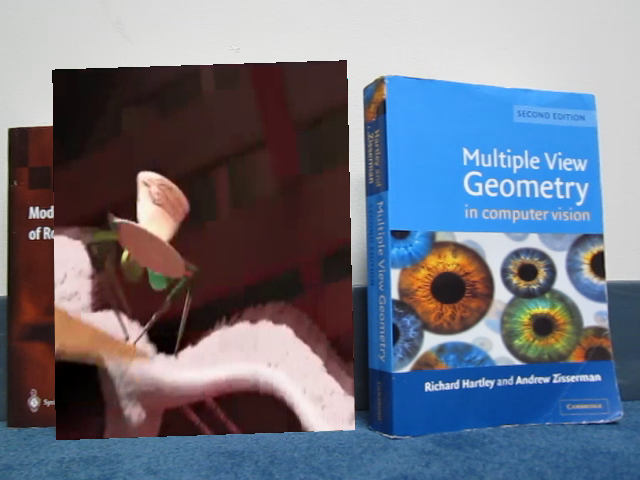 Mod
of Ro
SECOND EDITION
Multiple View
Geometry
in computer vision
Richard Hartley and Andrew Zisserman
CAMBRIDGE
Hartley and
Zisserman
Multiple View Geometry